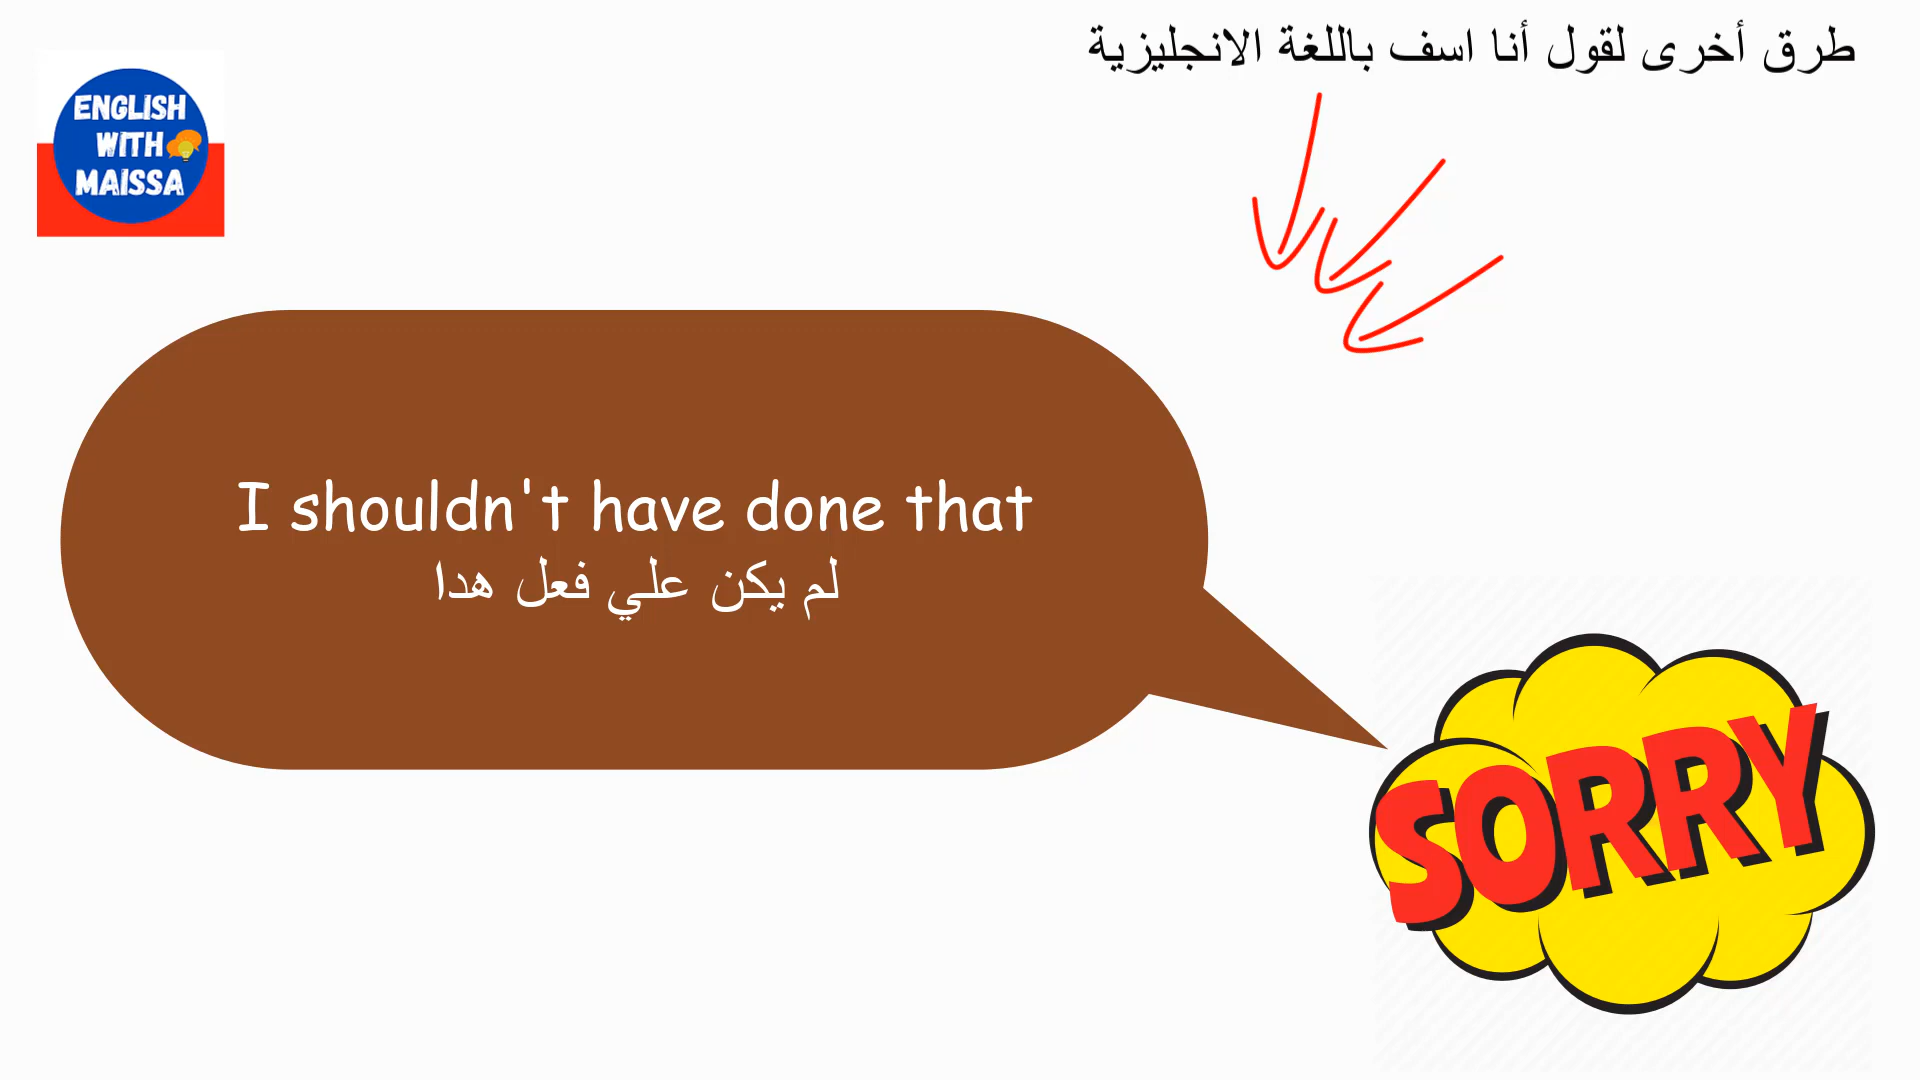 طرق أخرى لقول أنا اسف باللغة الانجليزية
ENGLISH
WITH
MAISSA
I shouldn't have done that
لم يكن علي فعل هدا
SORRY